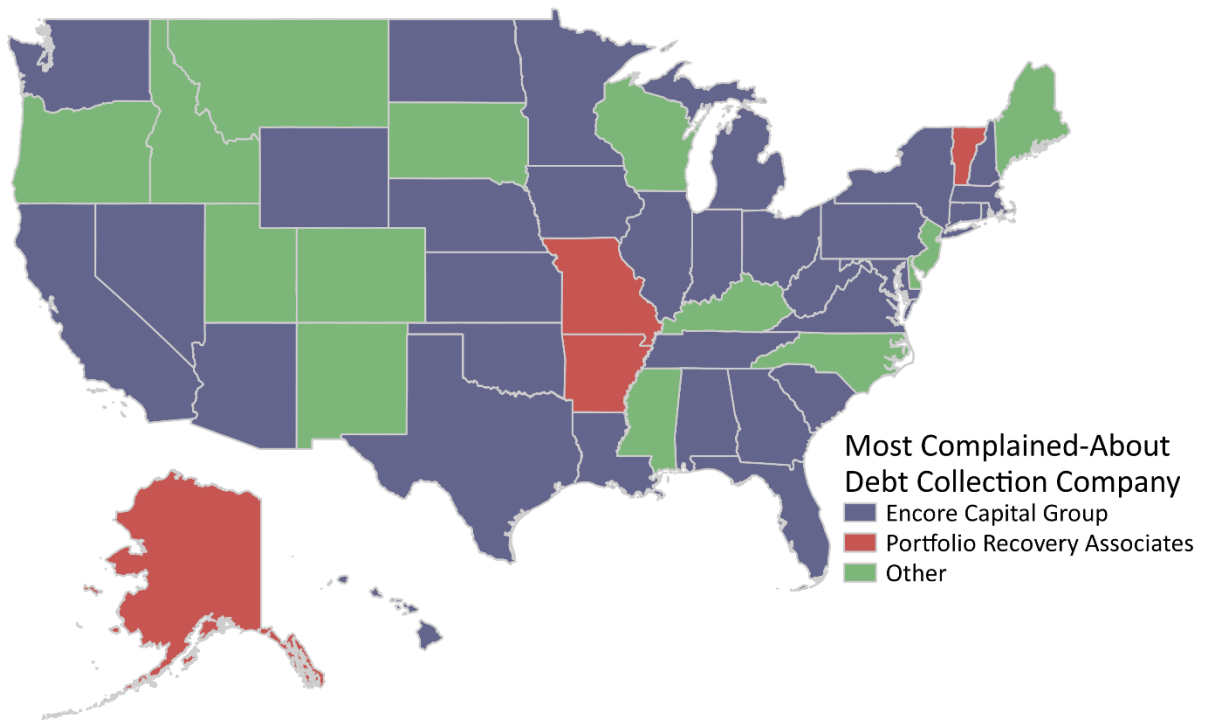 Most Complained-About
Debt Collection Company
Encore Capital Group
Portfolio Recovery Associates
Other